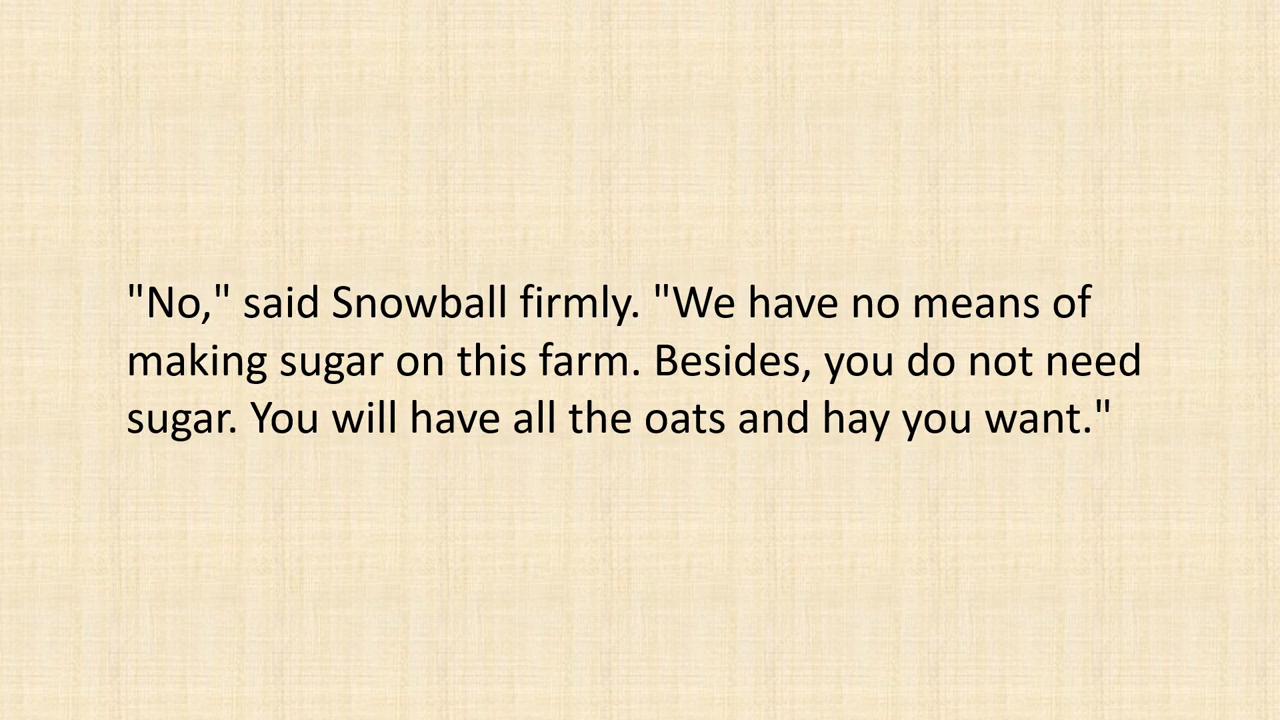 "No," said Snowball firmly. "We have no means of
making sugar on this farm. Besides, you do not need
sugar. You will have all the oats and hay you want."